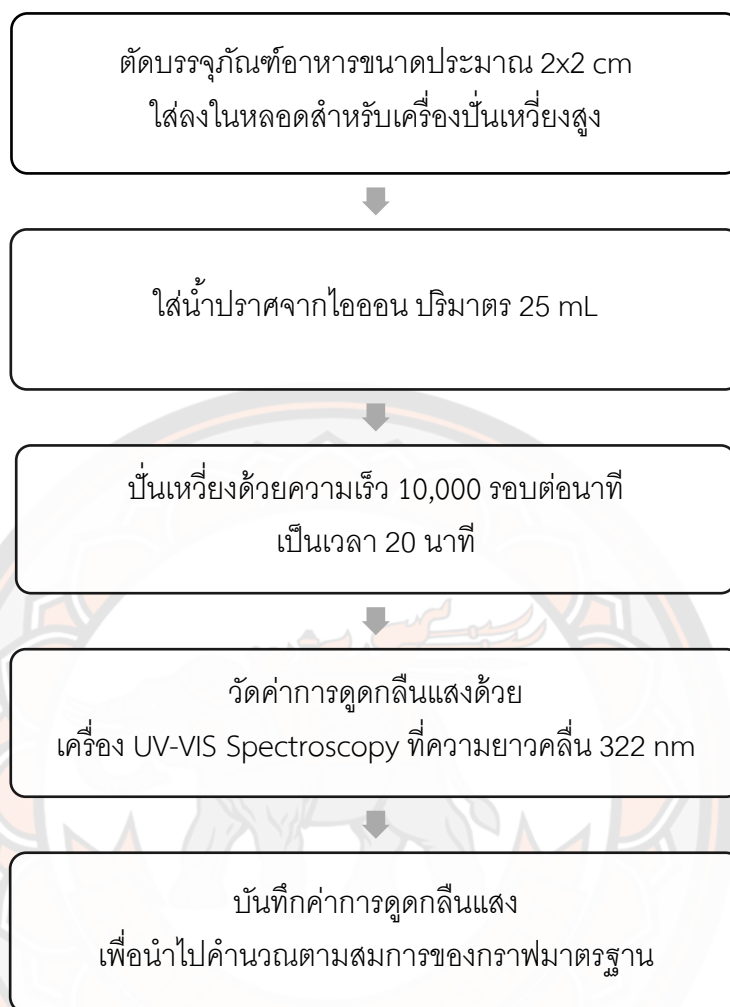 ตัดบรรจุภัณฑ์อาหารขนาดประมาณ 2x2 cm
ใส่ลงในหลอดสำหรับเครื่องปั่นเหวี่ยงสูง
ใส่น้ำปราศจากไอออน ปริมาตร 25 mL
ปั่นเหวี่ยงด้วยความเร็ว 10,000 รอบต่อนาที
เป็นเวลา 20 นาที
วัดค่าการดูดกลืนแสงด้วย
เครื่อง UV-VIS Spectroscopy ที่ความยาวคลื่น 322 nm
บันทึกค่าการดูดกลืนแสง
เพื่อนำไปคำนวณตามสมการของกราฟมาตรฐาน